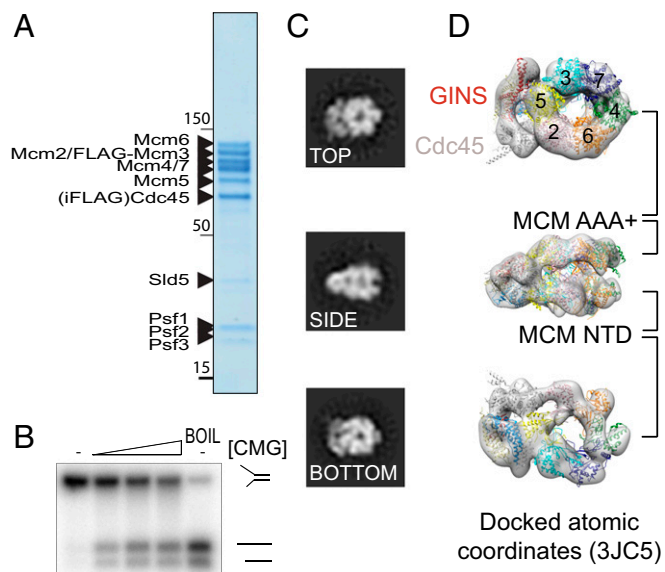 A
150
Mcm6
Mcm2/FLAG-Mcm3
Mcm4/7
Mcm5
(iFLAG)Cdc45
50
Sld5
Psf1
Psf2
Psf3
15
B
-
BOIL
-
[CMG]
C
TOP
SIDE
BOTTOM
D
GINS
Cdc45
3
7
5
4
2
6
MCM AAA+
MCM NTD
Docked atomic
coordinates (3JC5)